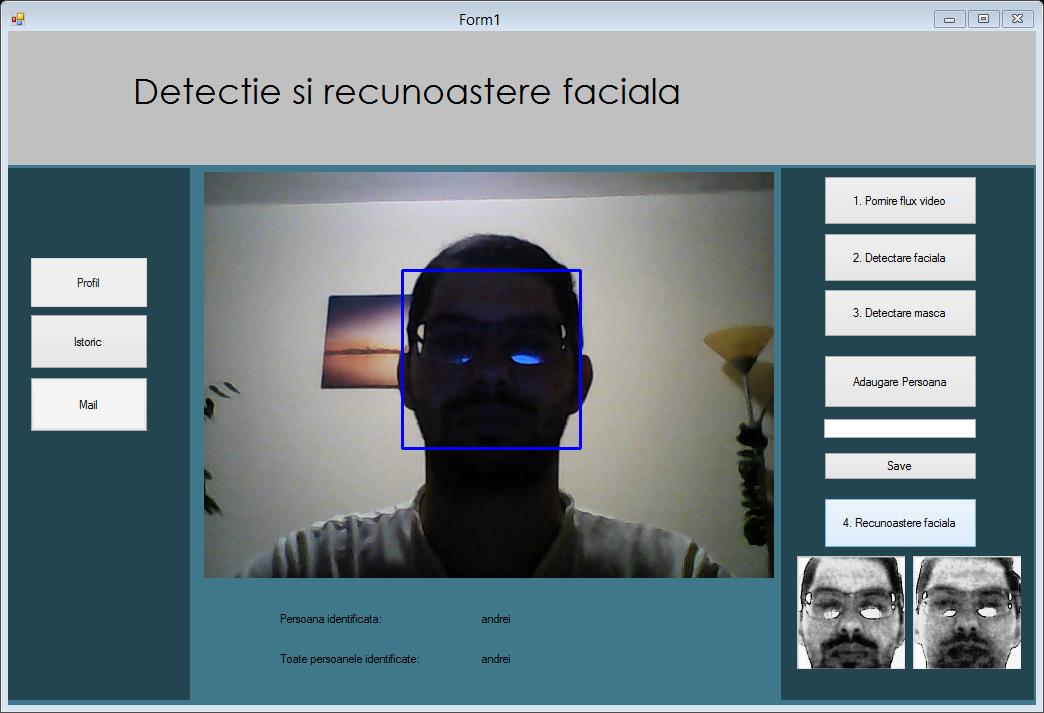 Form1
Detectie si recunoastere faciala
Profil
Istoric
Mail
1. Pornire flux video
2. Detectare faciala
3. Detectare masca
Adaugare Persoana
Save
4. Recunoastere faciala
Persoana identificata: andrei
Toate persoanele identificate: andrei